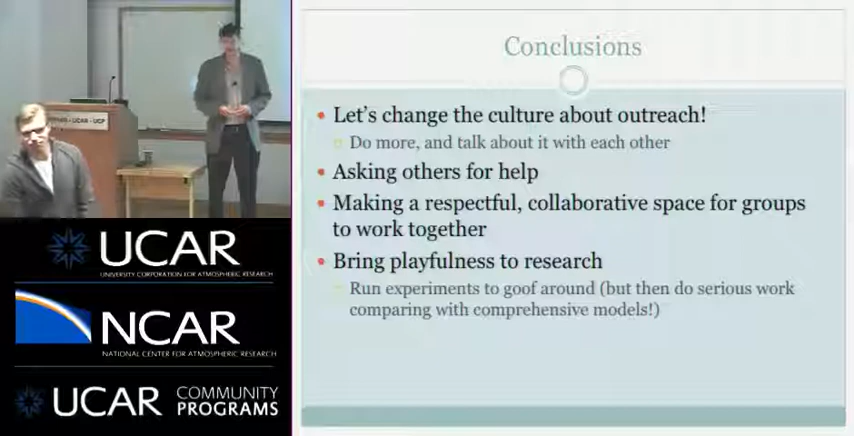 UCAR
UNIVERSITY CORPORATION FOR ATMOSPHERIC RESEARCH
NCAR
NATIONAL CENTER FOR ATMOSPHERIC RESEARCH
UCAR COMMUNITY
PROGRAMS
Conclusions
• Let's change the culture about outreach!
Do more, and talk about it with each other
• Asking others for help
• Making a respectful, collaborative space for groups
to work together
• Bring playfulness to research
Run experiments to goof around (but then do serious work
comparing with comprehensive models!)